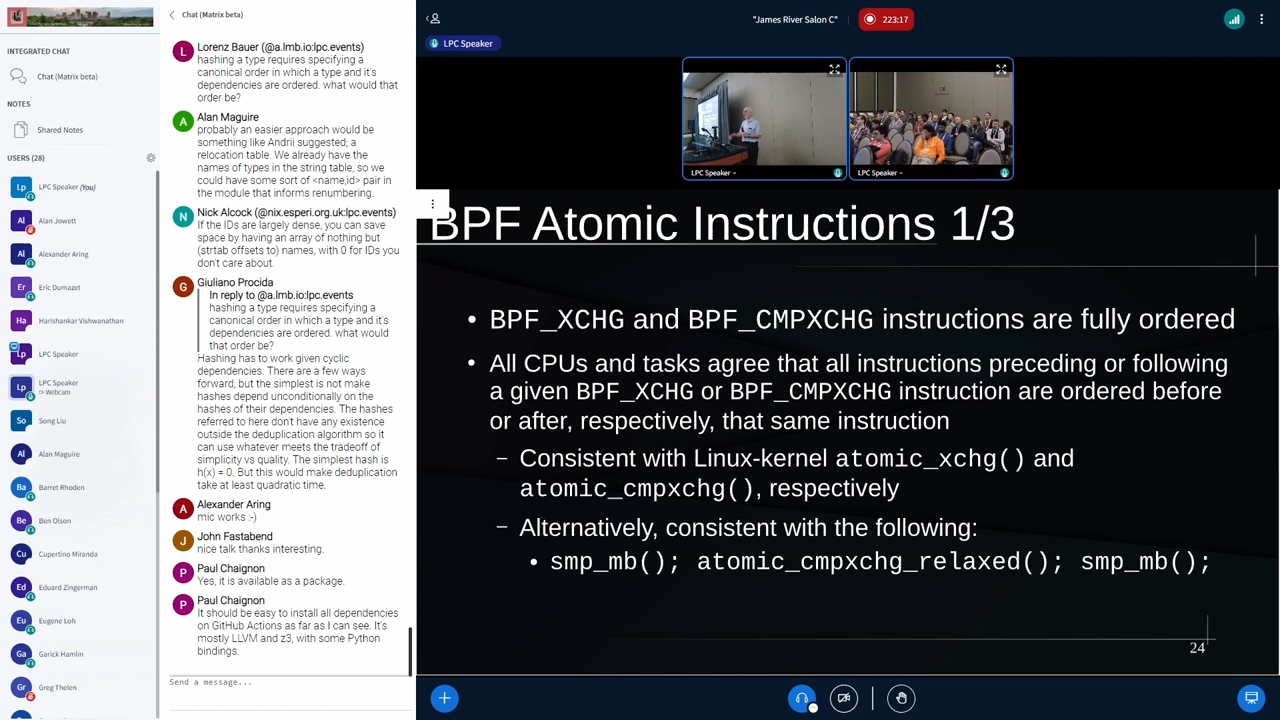 INTEGRATED CHAT
Chat (Matrix beta)
NOTES
Shared Notes
USERS (28)
Lp
LPC Speaker (You)
Al
Alan Jowett
Al
Alexander Aring
Er
Eric Dumazet
Ha
Harishankar Vishwanathan
Lp
LPC Speaker
Lp
LPC Speaker
Webcam
So
Song Liu
Al
Alan Maguire
Ba
Barret Rhoden
Be
Ben Olson
Cu
Cupertino Miranda
Ed
Eduard Zingerman
Eu
Eugene Loh
Ga
Garick Hamlin
Gr
Greg Thelen
Chat (Matrix beta)
L
Lorenz Bauer (@a.lmb.io:lpc.events)
hashing a type requires specifying a
canonical order in which a type and it's
dependencies are ordered. what would that
order be?
A
Alan Maguire
probably an easier approach would be
something like Andrii suggested; a
relocation table. We already have the
names of types in the string table, so we
could have some sort of <name,id> pair in
the module that informs renumbering.
N
Nick Alcock (@nix.esperi.org.uk:lpc.events)
If the IDs are largely dense, you can save
space by having an array of nothing but
(strtab offsets to) names, with 0 for IDs you
don't care about.
G
Giuliano Procida
In reply to @a.lmb.io:lpc.events
hashing a type requires specifying a
canonical order in which a type and it's
dependencies are ordered. what would
that order be?
Hashing has to work given cyclic
dependencies. There are a few ways
forward, but the simplest is not make
hashes depend unconditionally on the
hashes of their dependencies. The hashes
referred to here don't have any existence
outside the deduplication algorithm so it
can use whatever meets the tradeoff of
simplicity vs quality. The simplest hash is
h(x) = 0. But this would make deduplication
take at least quadratic time.
A
Alexander Aring
mic works :-)
J
John Fastabend
nice talk thanks interesting.
P
Paul Chaignon
Yes, it is available as a package.
P
Paul Chaignon
It should be easy to install all dependencies
on GitHub Actions as far as I can see. It's
mostly LLVM and z3, with some Python
bindings.
Send a message...
"James River Salon C"
223:17
LPC Speaker
LPC Speaker
LPC Speaker
BPF Atomic Instructions 1/3
• BPF_XCHG and BPF_CMPXCHG instructions are fully ordered
• All CPUs and tasks agree that all instructions preceding or following
a given BPF_XCHG or BPF_CMPXCHG instruction are ordered before
or after, respectively, that same instruction
– Consistent with Linux-kernel atomic_xchg() and
atomic_cmpxchg(), respectively
– Alternatively, consistent with the following:
• smp_mb(); atomic_cmpxchg_relaxed(); smp_mb();
24